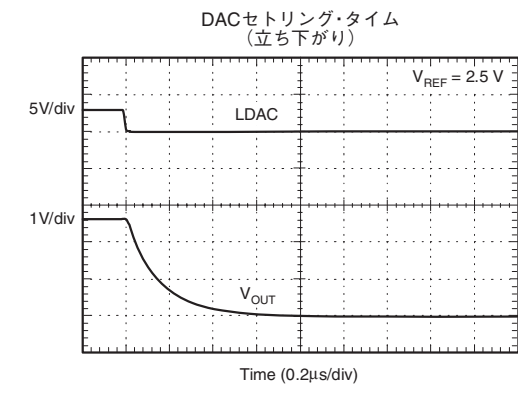 DACセトリング・タイム
（立ち下がり）
V_REF = 2.5 V
5V/div
LDAC
1V/div
V_OUT
Time (0.2µs/div)